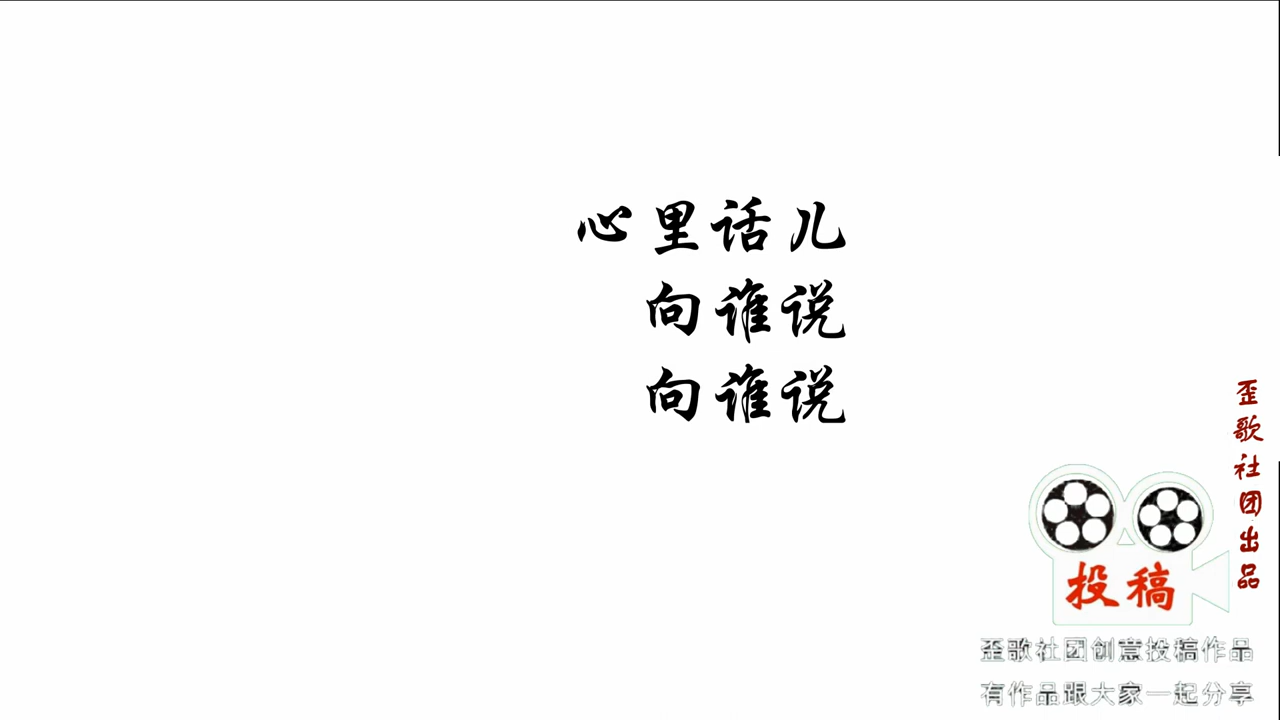 心里话儿
向谁说
向谁说
歪歌社团出品
投稿
歪歌社团创意投稿作品
有作品跟大家一起分享